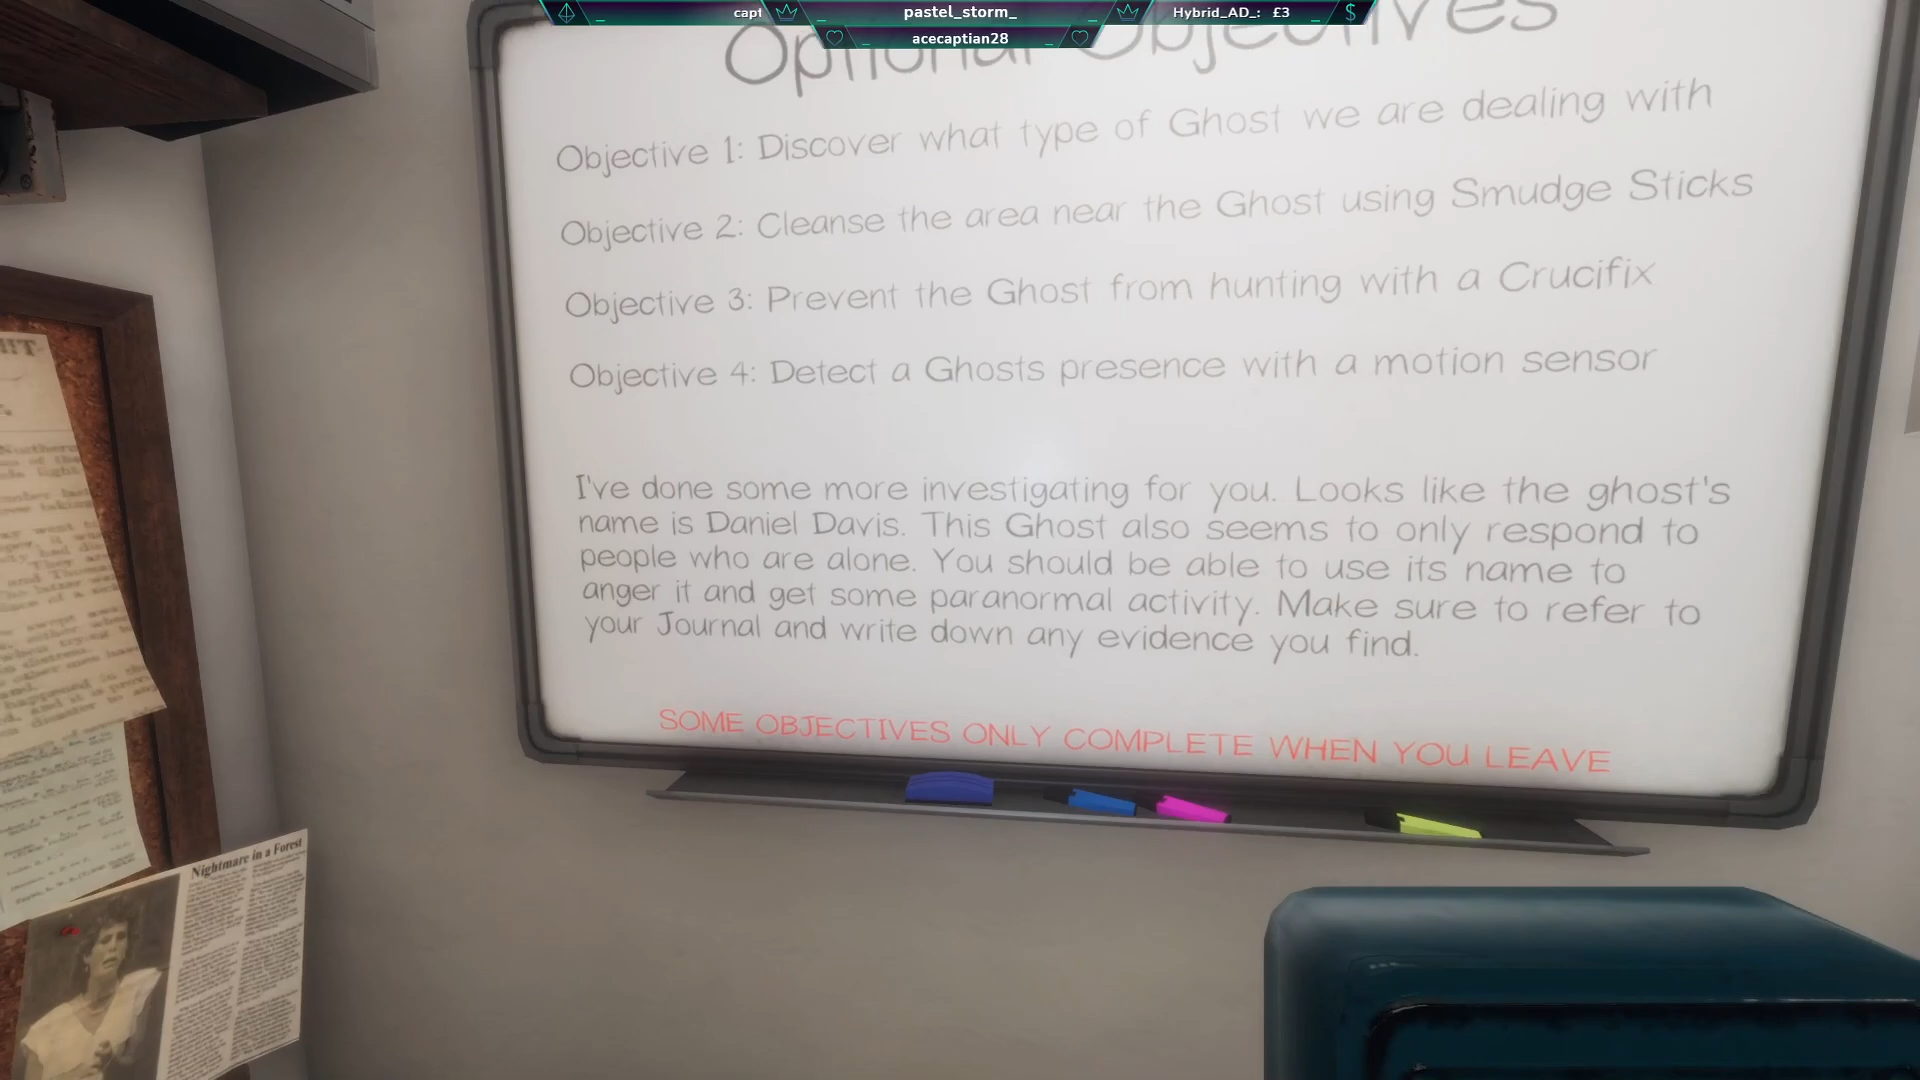 capt
pastel_storm_
Hybrid_AD_: £3
acecaptian28
Optional Objectives
Objective 1: Discover what type of Ghost we are dealing with
Objective 2: Cleanse the area near the Ghost using Smudge Sticks
Objective 3: Prevent the Ghost from hunting with a Crucifix
Objective 4: Detect a Ghosts presence with a motion sensor
I've done some more investigating for you. Looks like the ghost's
name is Daniel Davis. This Ghost also seems to only respond to
people who are alone. You should be able to use its name to
anger it and get some paranormal activity. Make sure to refer to
your Journal and write down any evidence you find.
SOME OBJECTIVES ONLY COMPLETE WHEN YOU LEAVE
Nightmare in a Forest